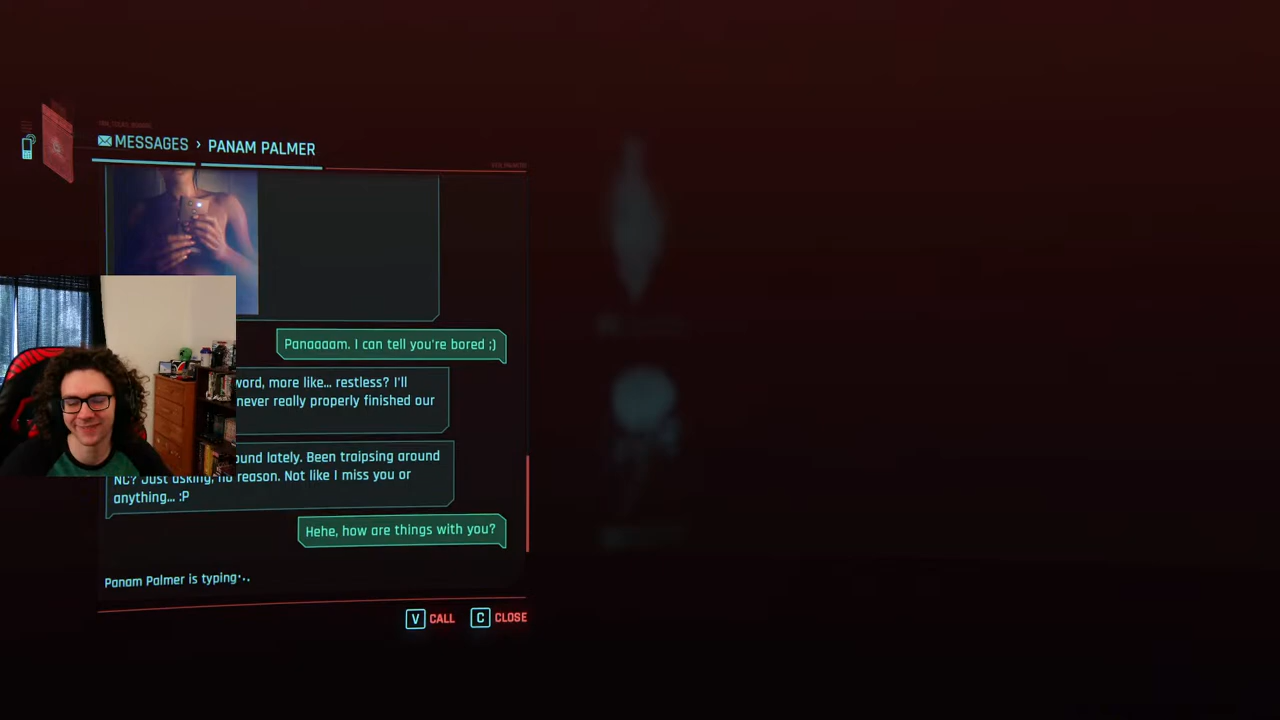 MESSAGES › PANAM PALMER
Panaaaam. I can tell you're bored ;)
word, more like... restless? I'll
never really properly finished our
ound lately. Been traipsing around
NC? Just asking, no reason. Not like I miss you or
anything... :P
Hehe, how are things with you?
Panam Palmer is typing...
V CALL C CLOSE